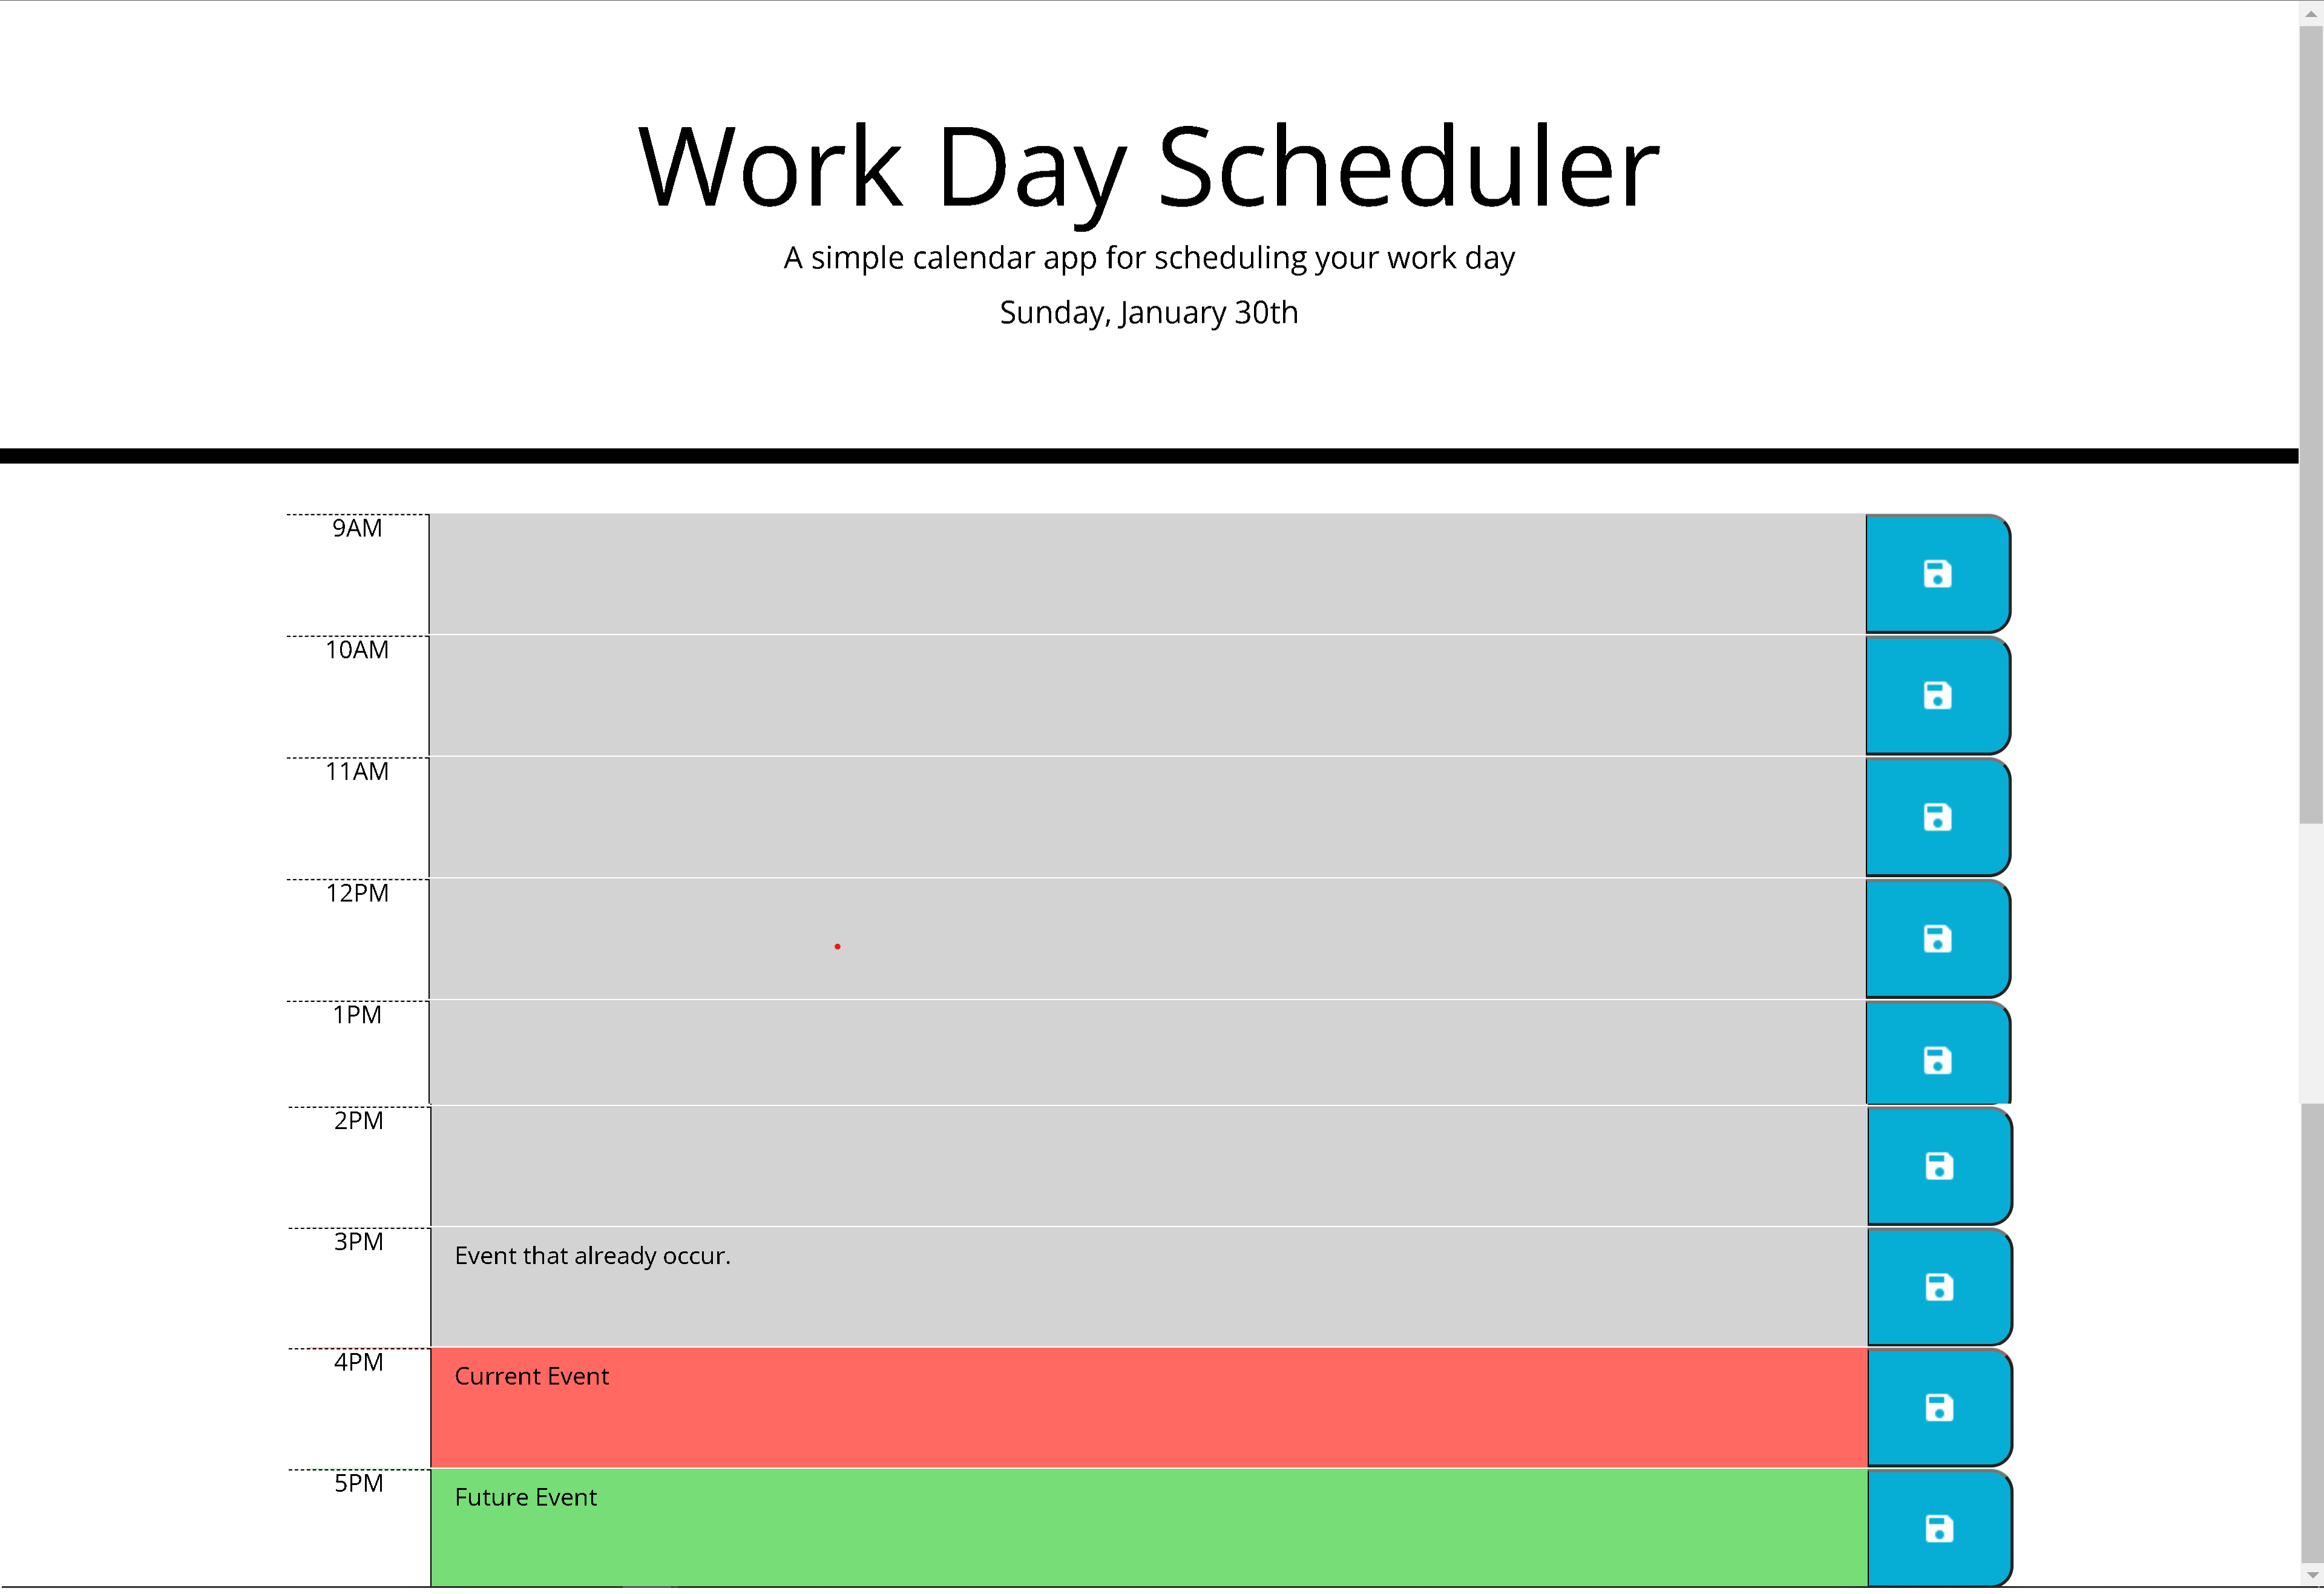 Work Day Scheduler
A simple calendar app for scheduling your work day
Sunday, January 30th
9AM
10AM
11AM
12PM
1PM
2PM
3PM
Event that already occur.
4PM
Current Event
5PM
Future Event